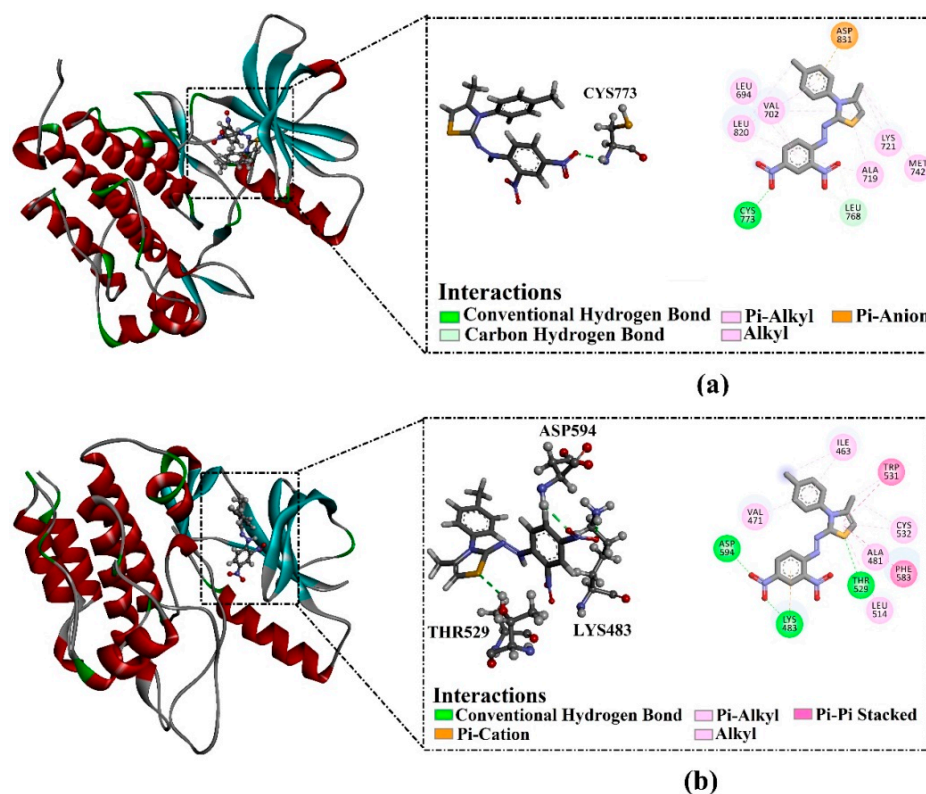 (a)
CYS773
ASP
831
LEU
694
VAL
702
LEU
820
LYS
721
ALA
719
MET
742
LEU
768
CYS
773
Interactions
Conventional Hydrogen Bond
Pi-Alkyl
Pi-Anion
Carbon Hydrogen Bond
Alkyl
(a)
ASP594
ILE
463
TRP
531
VAL
471
CYS
532
ASP
594
ALA
481
PHE
583
THR
529
LEU
514
LYS
483
THR529
LYS483
Interactions
Conventional Hydrogen Bond
Pi-Alkyl
Pi-Pi Stacked
Pi-Cation
Alkyl
(b)